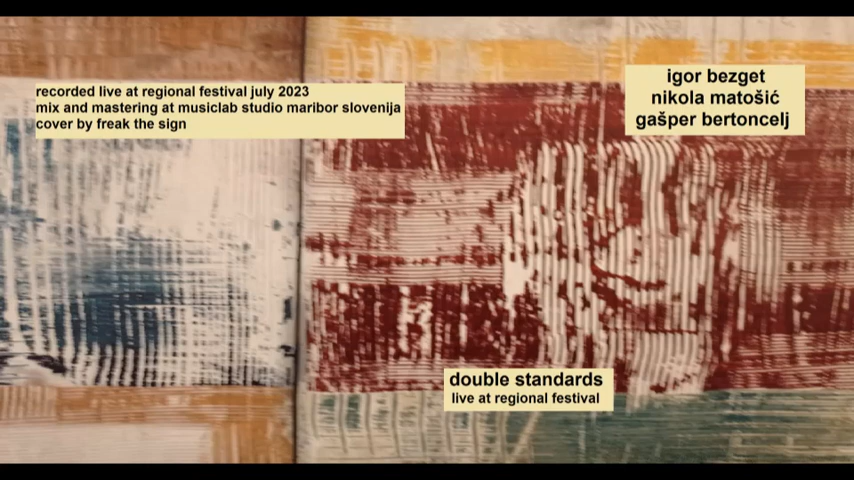 recorded live at regional festival july 2023
mix and mastering at musiclab studio maribor slovenija
cover by freak the sign
igor bezget
nikola matošić
gašper bertoncelj
double standards
live at regional festival